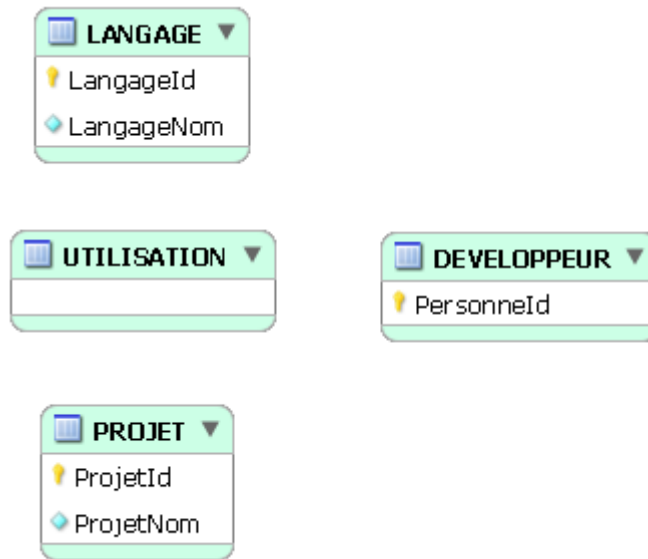 LANGAGE
LangageId
LangageNom
UTILISATION
DEVELOPPEUR
PersonneId
PROJET
ProjetId
ProjetNom